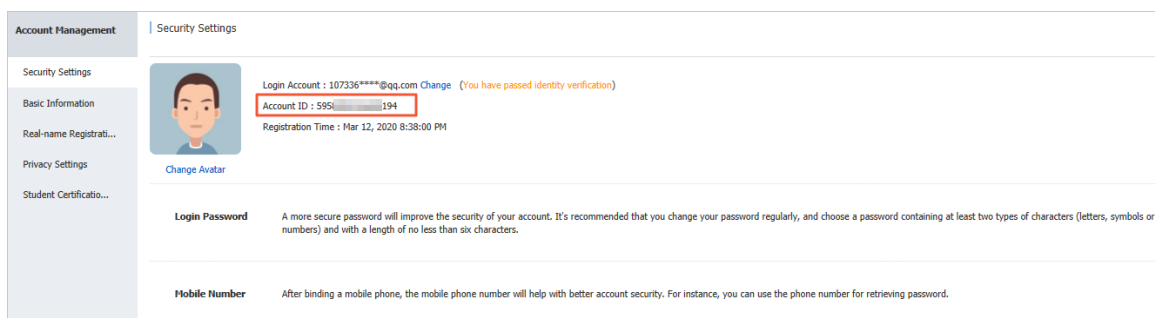 Account Management
Security Settings
Security Settings
Basic Information
Real-name Registrati...
Privacy Settings
Student Certificatio...
Login Account : 107336****@qq.com Change (You have passed identity verification)
Account ID : 595 194
Registration Time : Mar 12, 2020 8:38:00 PM
Change Avatar
Login Password
A more secure password will improve the security of your account. It's recommended that you change your password regularly, and choose a password containing at least two types of characters (letters, symbols or
numbers) and with a length of no less than six characters.
Mobile Number
After binding a mobile phone, the mobile phone number will help with better account security. For instance, you can use the phone number for retrieving password.